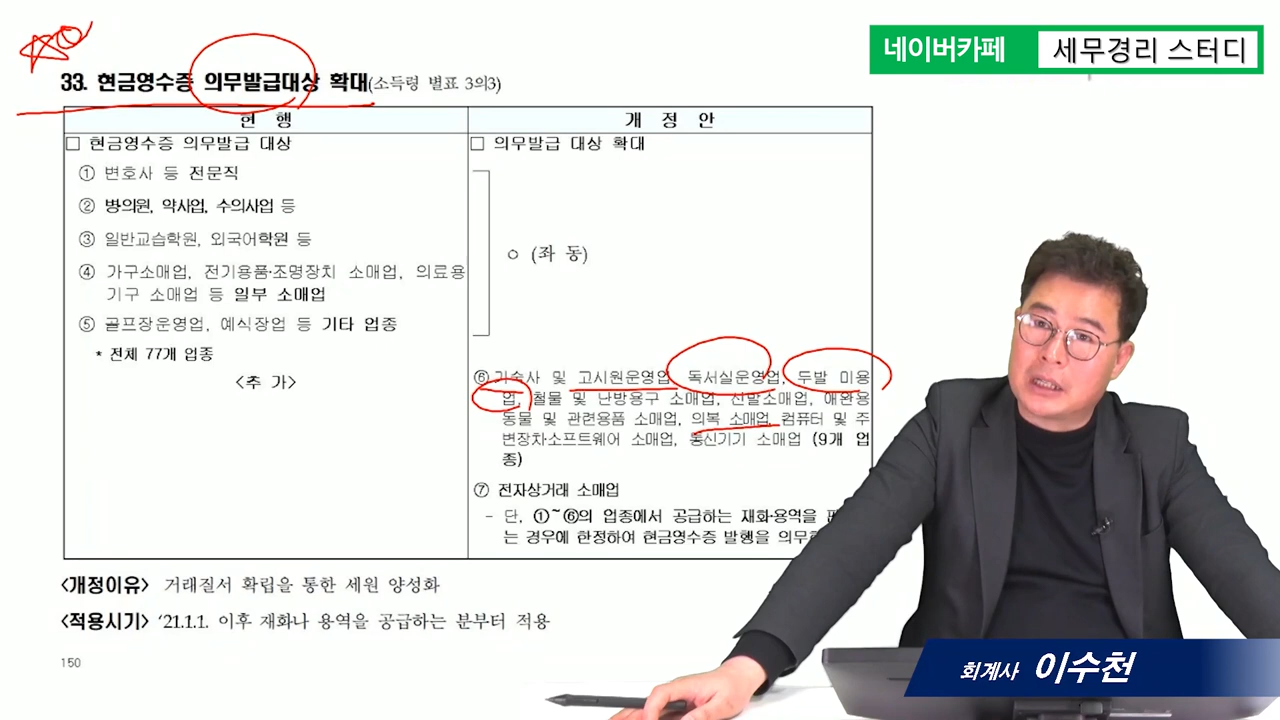 네이버카페 세무경리 스터디
33. 현금영수증 의무발급대상 확대(소득령 별표 3의3)
현 행
개 정 안
□ 현금영수증 의무발급 대상
① 변호사 등 전문직
② 병·의원, 약사업, 수의사업 등
③ 일반교습학원, 외국어학원 등
④ 가구소매업, 전기용품·조명장치 소매업, 의료용
기구 소매업 등 일부 소매업
⑤ 골프장운영업, 예식장업 등 기타 업종
* 전체 77개 업종
<추 가>
□ 의무발급 대상 확대
ㅇ (좌 동)
⑥ 기숙사 및 고시원운영업, 독서실운영업, 두발 미용
업, 철물 및 난방용구 소매업, 신발소매업, 애완용
동물 및 관련용품 소매업, 의복 소매업, 컴퓨터 및 주
변장치·소프트웨어 소매업, 통신기기 소매업 (9개 업
종)
⑦ 전자상거래 소매업
- 단, ①~⑥의 업종에서 공급하는 재화·용역을
는 경우에 한정하여 현금영수증 발행을
<개정이유> 거래질서 확립을 통한 세원 양성화
<적용시기> '21.1.1. 이후 재화나 용역을 공급하는 분부터 적용
150
회계사 이수천